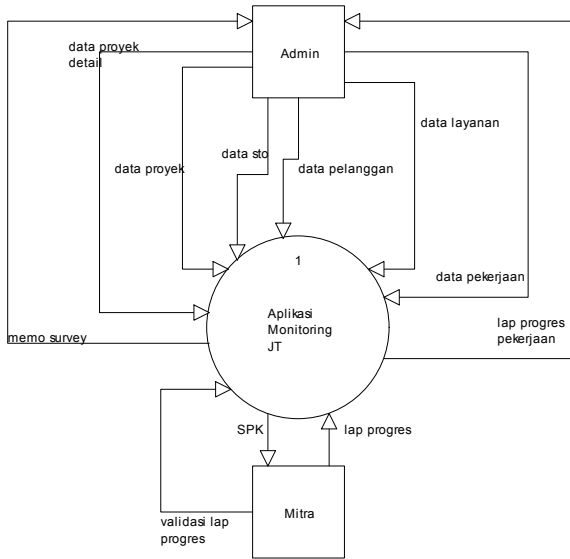 data proyek
detail
Admin
data layanan
data sto
data proyek
data pelanggan
1
data pekerjaan
Aplikasi
Monitoring
JT
lap progres
pekerjaan
memo survey
SPK
lap progres
Mitra
validasi lap
progres